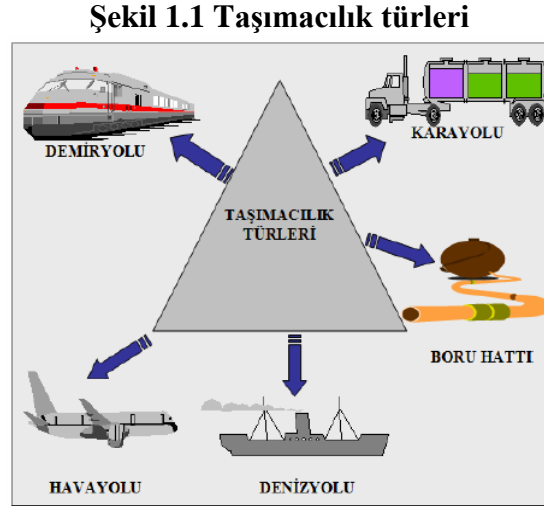 Şekil 1.1 Taşımacılık türleri
DEMİRYOLU
KARAYOLU
TAŞIMACILIK
TÜRLERİ
BORU HATTI
HAVAYOLU
DENİZYOLU